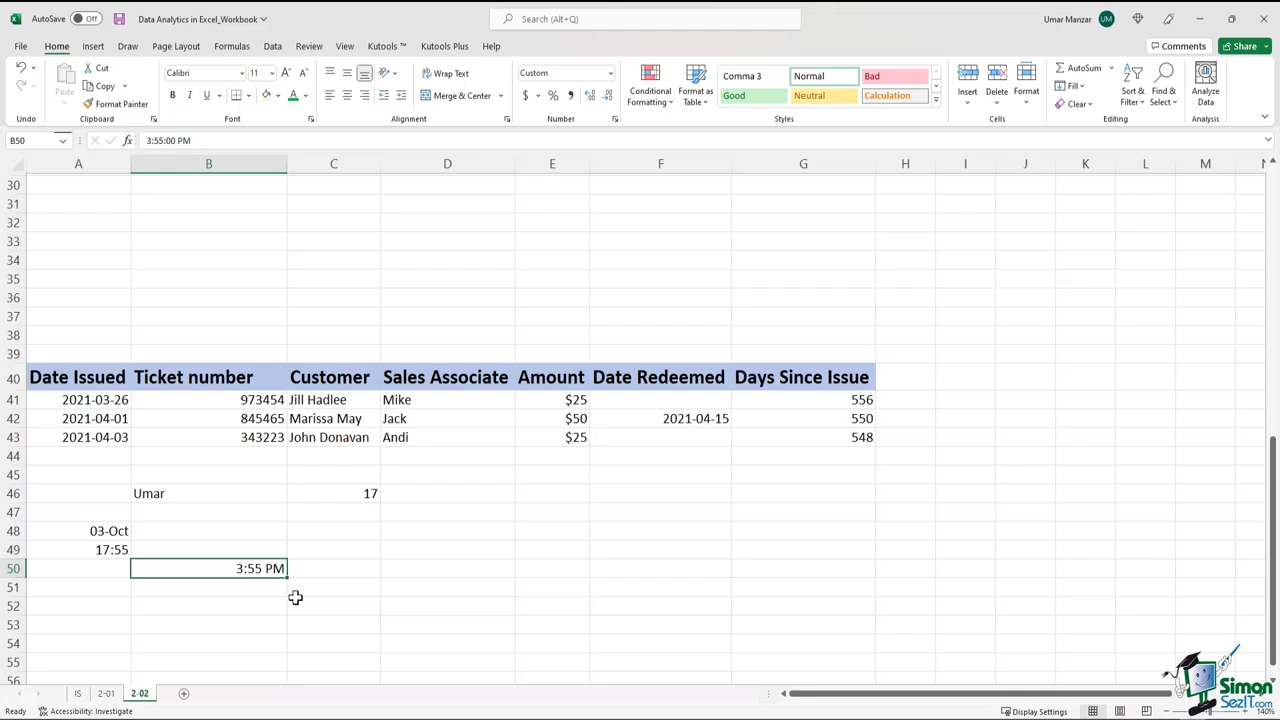 AutoSave Off Data Analytics in Excel_Workbook Search (Alt+Q) Umar Manzar UM
File Home Insert Draw Page Layout Formulas Data Review View Kutools ™ Kutools Plus Help Comments Share
Undo
Paste Cut Copy Format Painter
Clipboard
Calibri 11 B I U
Font
Wrap Text Merge & Center
Alignment
Custom $ % 9
Number
Conditional Formatting Format as Table Comma 3 Normal Bad Good Neutral Calculation
Styles
Insert Delete Format
Cells
AutoSum Fill Clear Sort & Filter Find & Select
Editing
Analyze Data
Analysis
B50 fx 3:55:00 PM
A B C D E F G H I J K L M
30
31
32
33
34
35
36
37
38
39
40 Date Issued Ticket number Customer Sales Associate Amount Date Redeemed Days Since Issue
41 2021-03-26 973454 Jill Hadlee Mike $25 556
42 2021-04-01 845465 Marissa May Jack $50 2021-04-15 550
43 2021-04-03 343223 John Donavan Andi $25 548
44
45
46 Umar 17
47
48 03-Oct
49 17:55
50 3:55 PM
51
52
53
54
55
56
IS 2-01 2-02
Ready Accessibility: Investigate Display Settings 140%
Simon SezIT.com